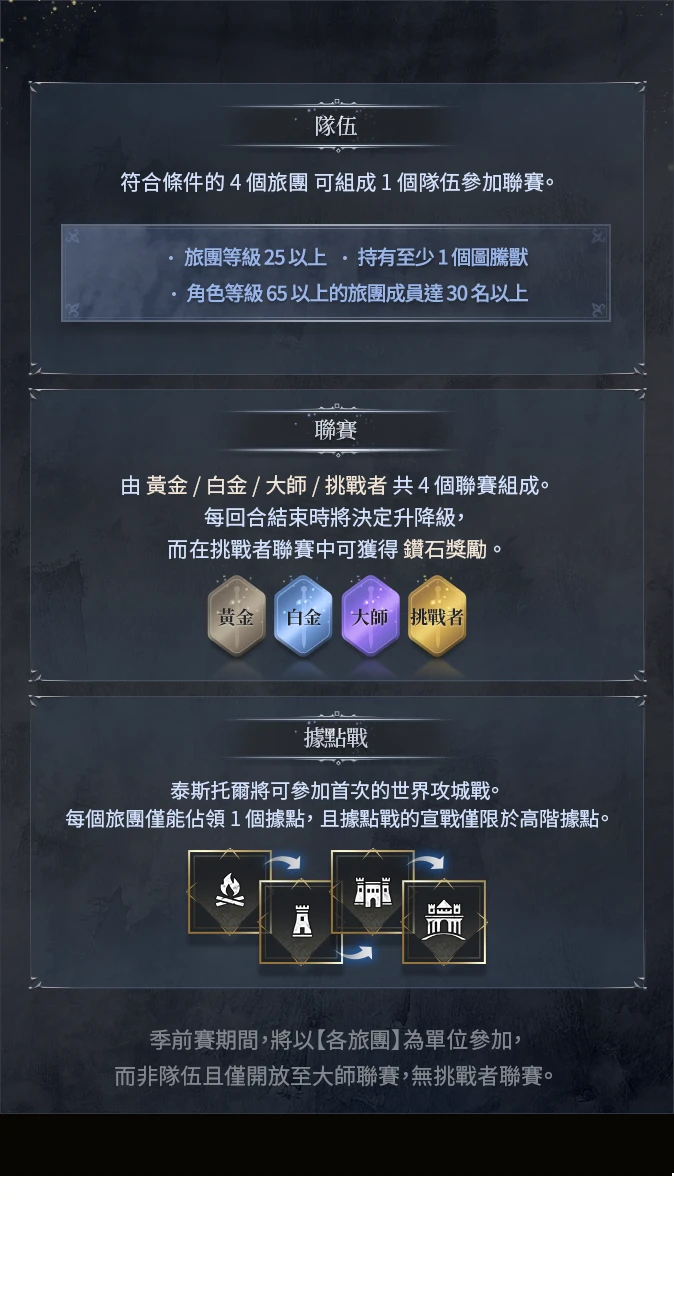 隊伍
符合條件的 4 個旅團 可組成 1 個隊伍參加聯賽。
· 旅團等級 25 以上 · 持有至少 1 個圖騰獸
· 角色等級 65 以上的旅團成員達 30 名以上
聯賽
由 黃金 / 白金 / 大師 / 挑戰者 共 4 個聯賽組成。
每回合結束時將決定升降級，
而在挑戰者聯賽中可獲得 鑽石獎勵 。
黃金 白金 大師 挑戰者
據點戰
泰斯托爾將可參加首次的世界攻城戰。
每個旅團僅能佔領 1 個據點，且據點戰的宣戰僅限於高階據點。
季前賽期間，將以【各旅團】為單位參加，
而非隊伍且僅開放至大師聯賽，無挑戰者聯賽。